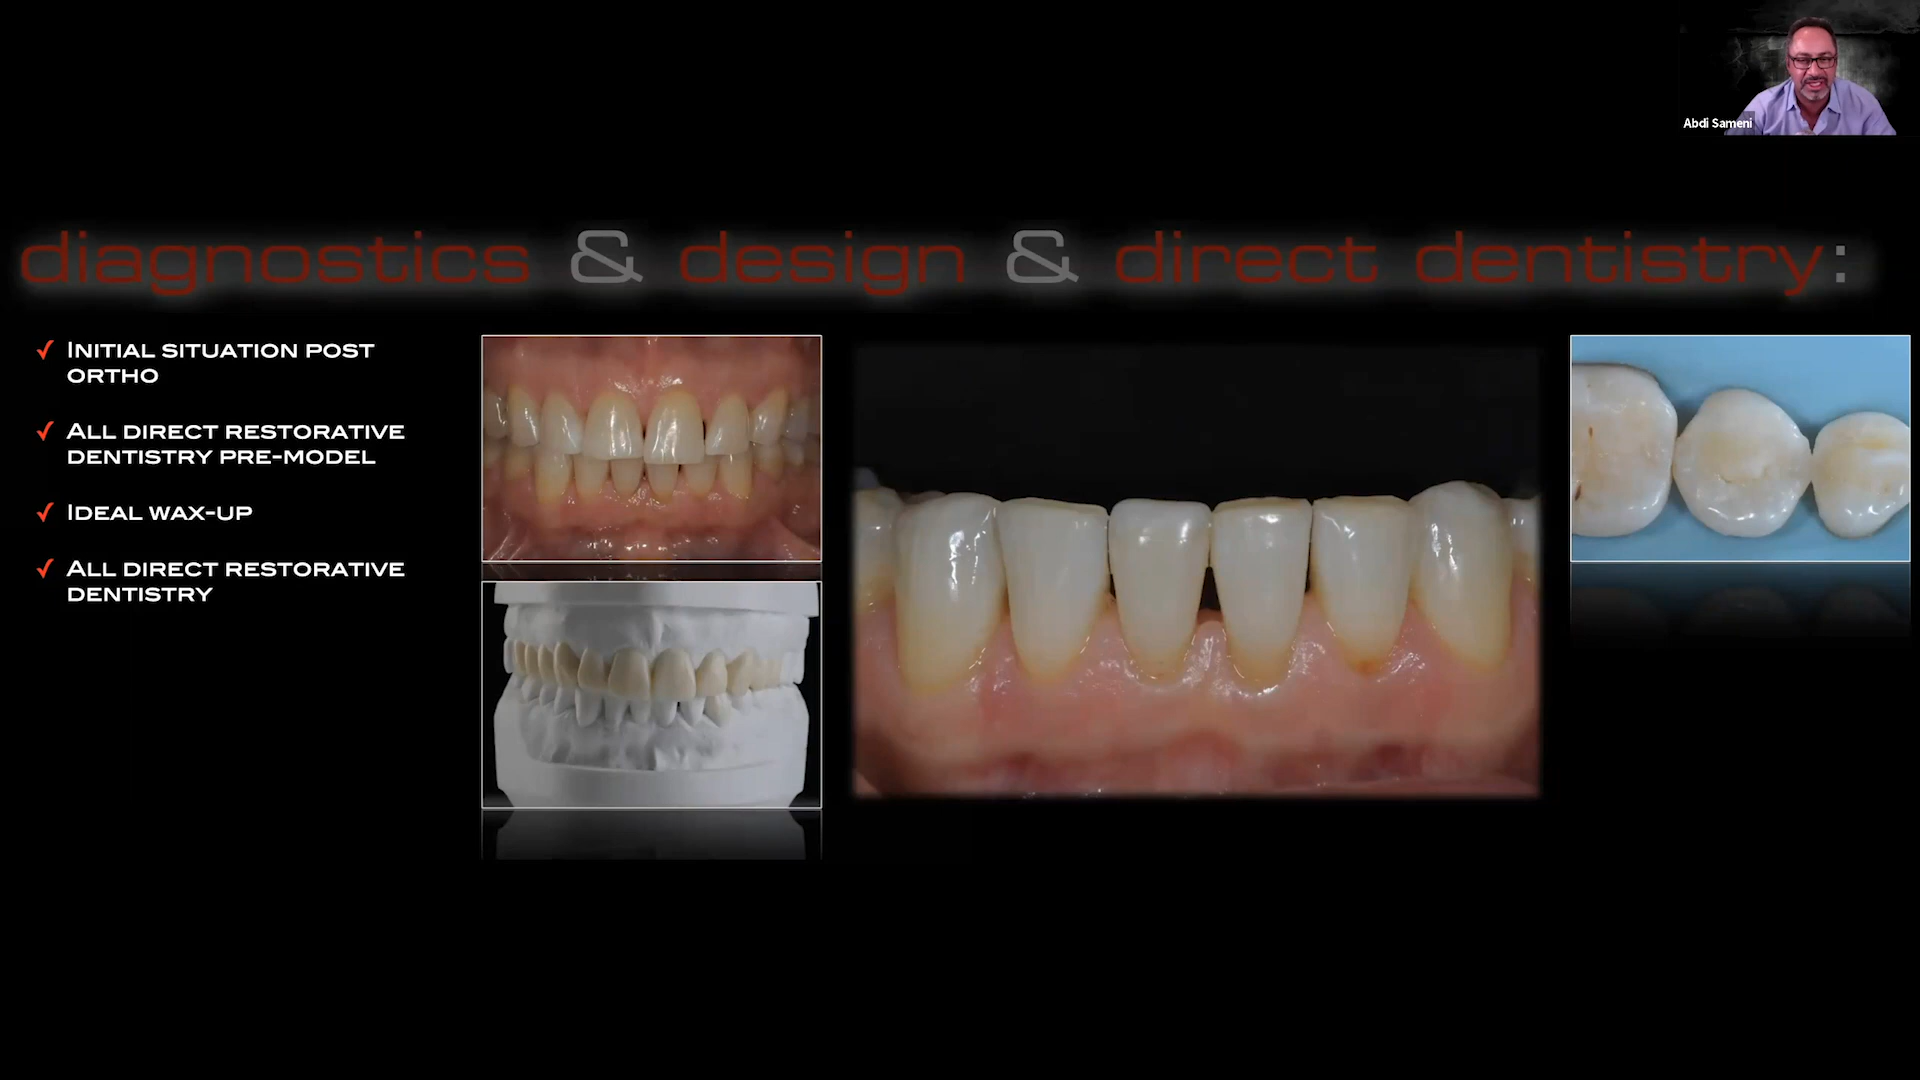 Abdi Sameni
diagnostics & design & direct dentistry:
✓ Initial situation post
ortho
✓ All direct restorative
dentistry pre-model
✓ Ideal wax-up
✓ All direct restorative
dentistry